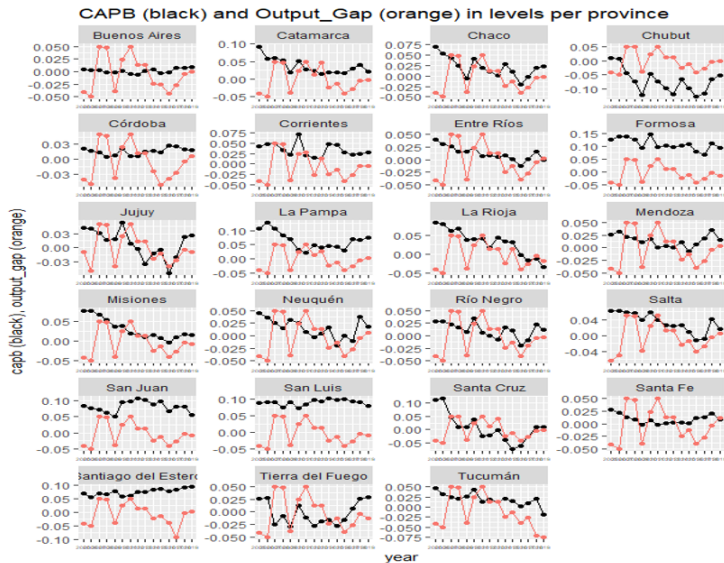 CAPB (black) and Output_Gap (orange) in levels per province
Buenos Aires Catamarca Chaco Chubut
0.050 0.025 0.000 -0.025 -0.050
0.10 0.05 0.00 -0.05
0.075 0.050 0.025 0.000 -0.025 -0.050
0.05 0.00 -0.05 -0.10
Córdoba Corrientes Entre Ríos Formosa
0.03 0.00 -0.03
0.075 0.050 0.025 0.000 -0.025 -0.050
0.050 0.025 0.000 -0.025 -0.050
0.15 0.10 0.05 0.00 -0.05
Jujuy La Pampa La Rioja Mendoza
0.03 0.00 -0.03
0.10 0.05 0.00 -0.05
0.05 0.00 -0.05
0.050 0.025 0.000 -0.025 -0.050
Misiones Neuquén Río Negro Salta
0.05 0.00 -0.05
0.050 0.025 0.000 -0.025 -0.050
0.050 0.025 0.000 -0.025 -0.050
0.04 0.00 -0.04
San Juan San Luis Santa Cruz Santa Fe
0.10 0.05 0.00 -0.05
0.10 0.05 0.00 -0.05
0.10 0.05 0.00 -0.05
0.050 0.025 0.000 -0.025 -0.050
Santiago del Estero Tierra del Fuego Tucumán
0.10 0.05 0.00 -0.05 -0.10
0.050 0.025 0.000 -0.025 -0.050
0.050 0.025 0.000 -0.025 -0.050 -0.075
capb (black), output_gap (orange)
year